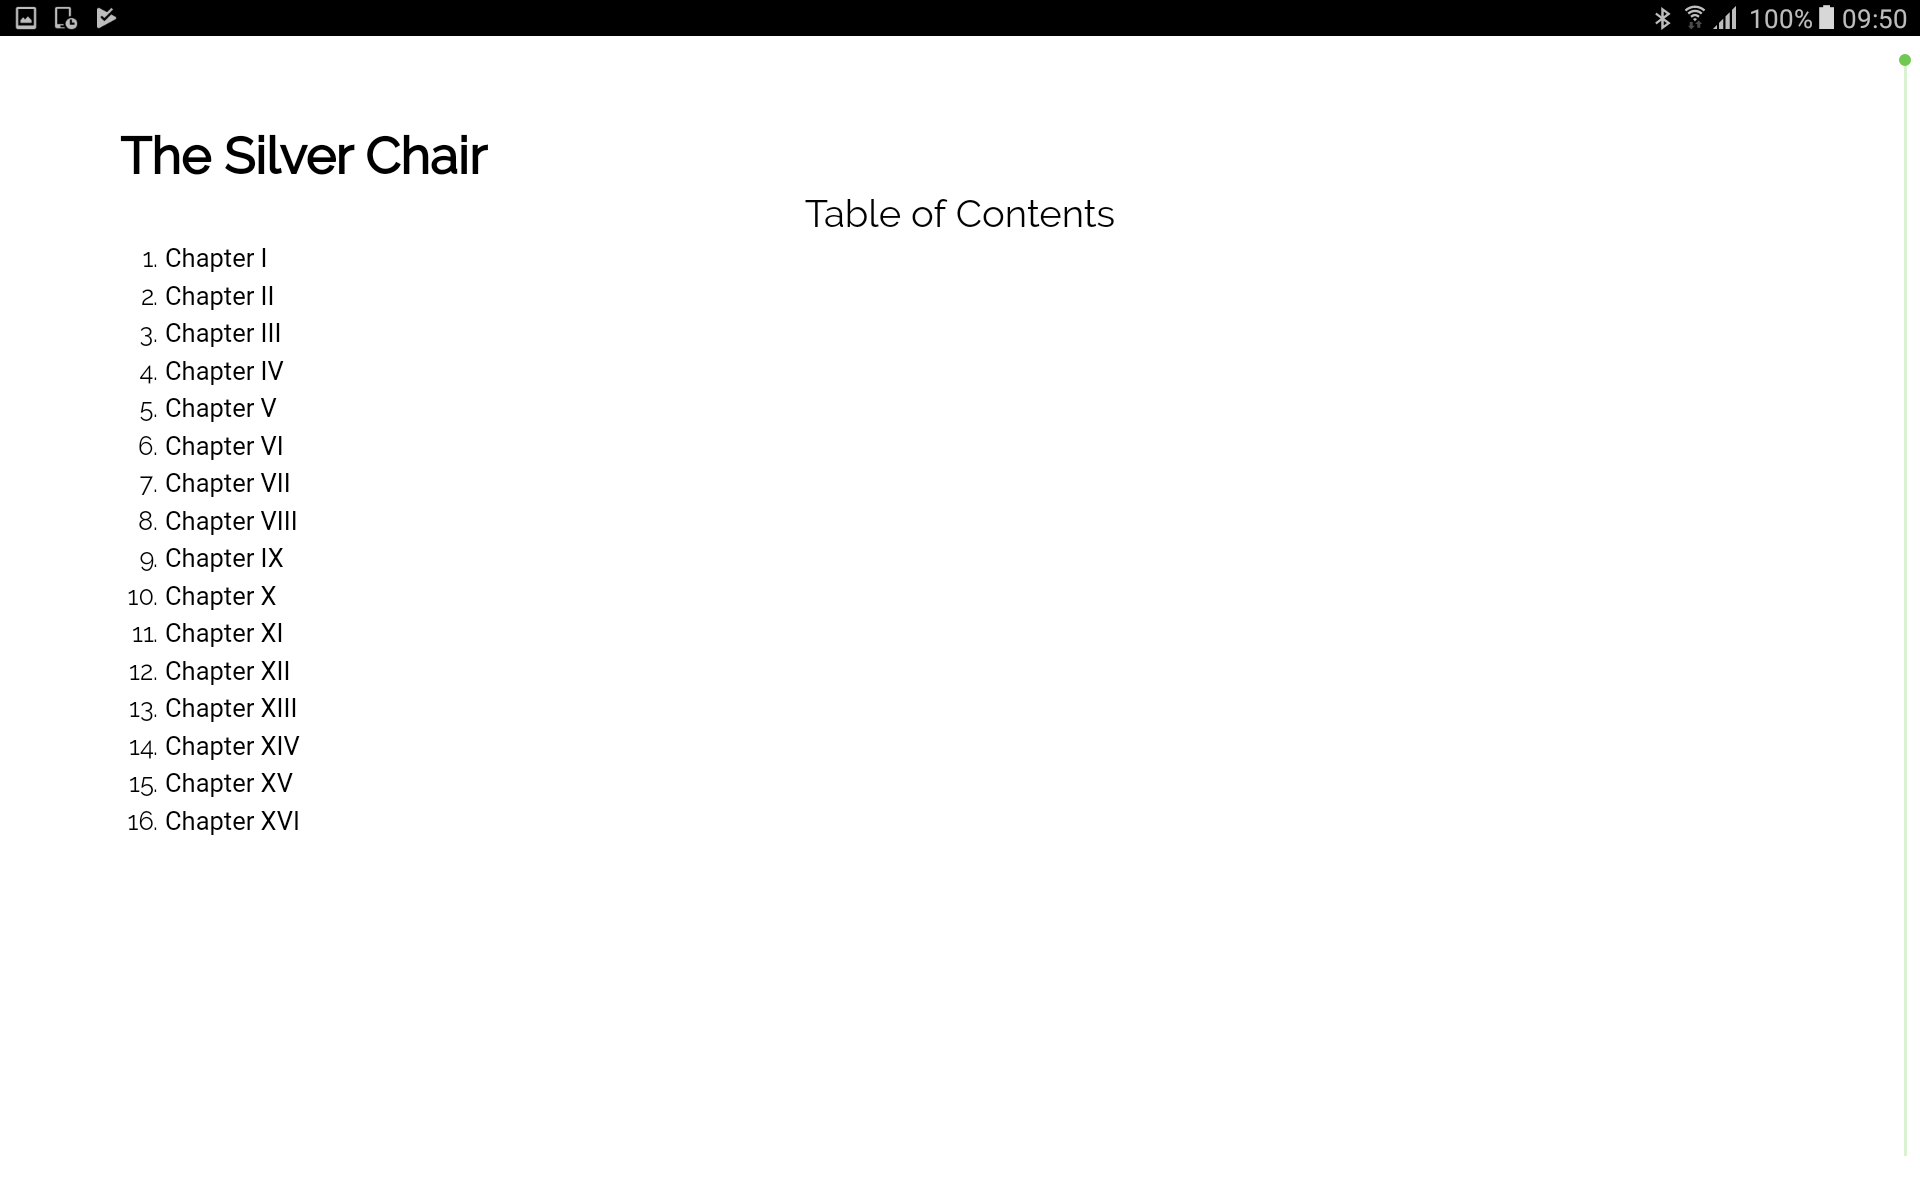 100% 09:50
The Silver Chair
Table of Contents
1. Chapter I
2. Chapter II
3. Chapter III
4. Chapter IV
5. Chapter V
6. Chapter VI
7. Chapter VII
8. Chapter VIII
9. Chapter IX
10. Chapter X
11. Chapter XI
12. Chapter XII
13. Chapter XIII
14. Chapter XIV
15. Chapter XV
16. Chapter XVI